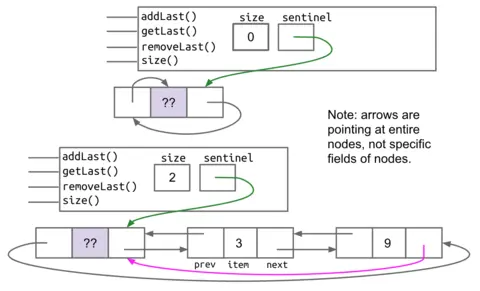 addLast()
getLast()
removeLast()
size()
size
sentinel
0
??
Note: arrows are
pointing at entire
nodes, not specific
fields of nodes.
addLast()
getLast()
removeLast()
size()
size
sentinel
2
??
3
9
prev item next